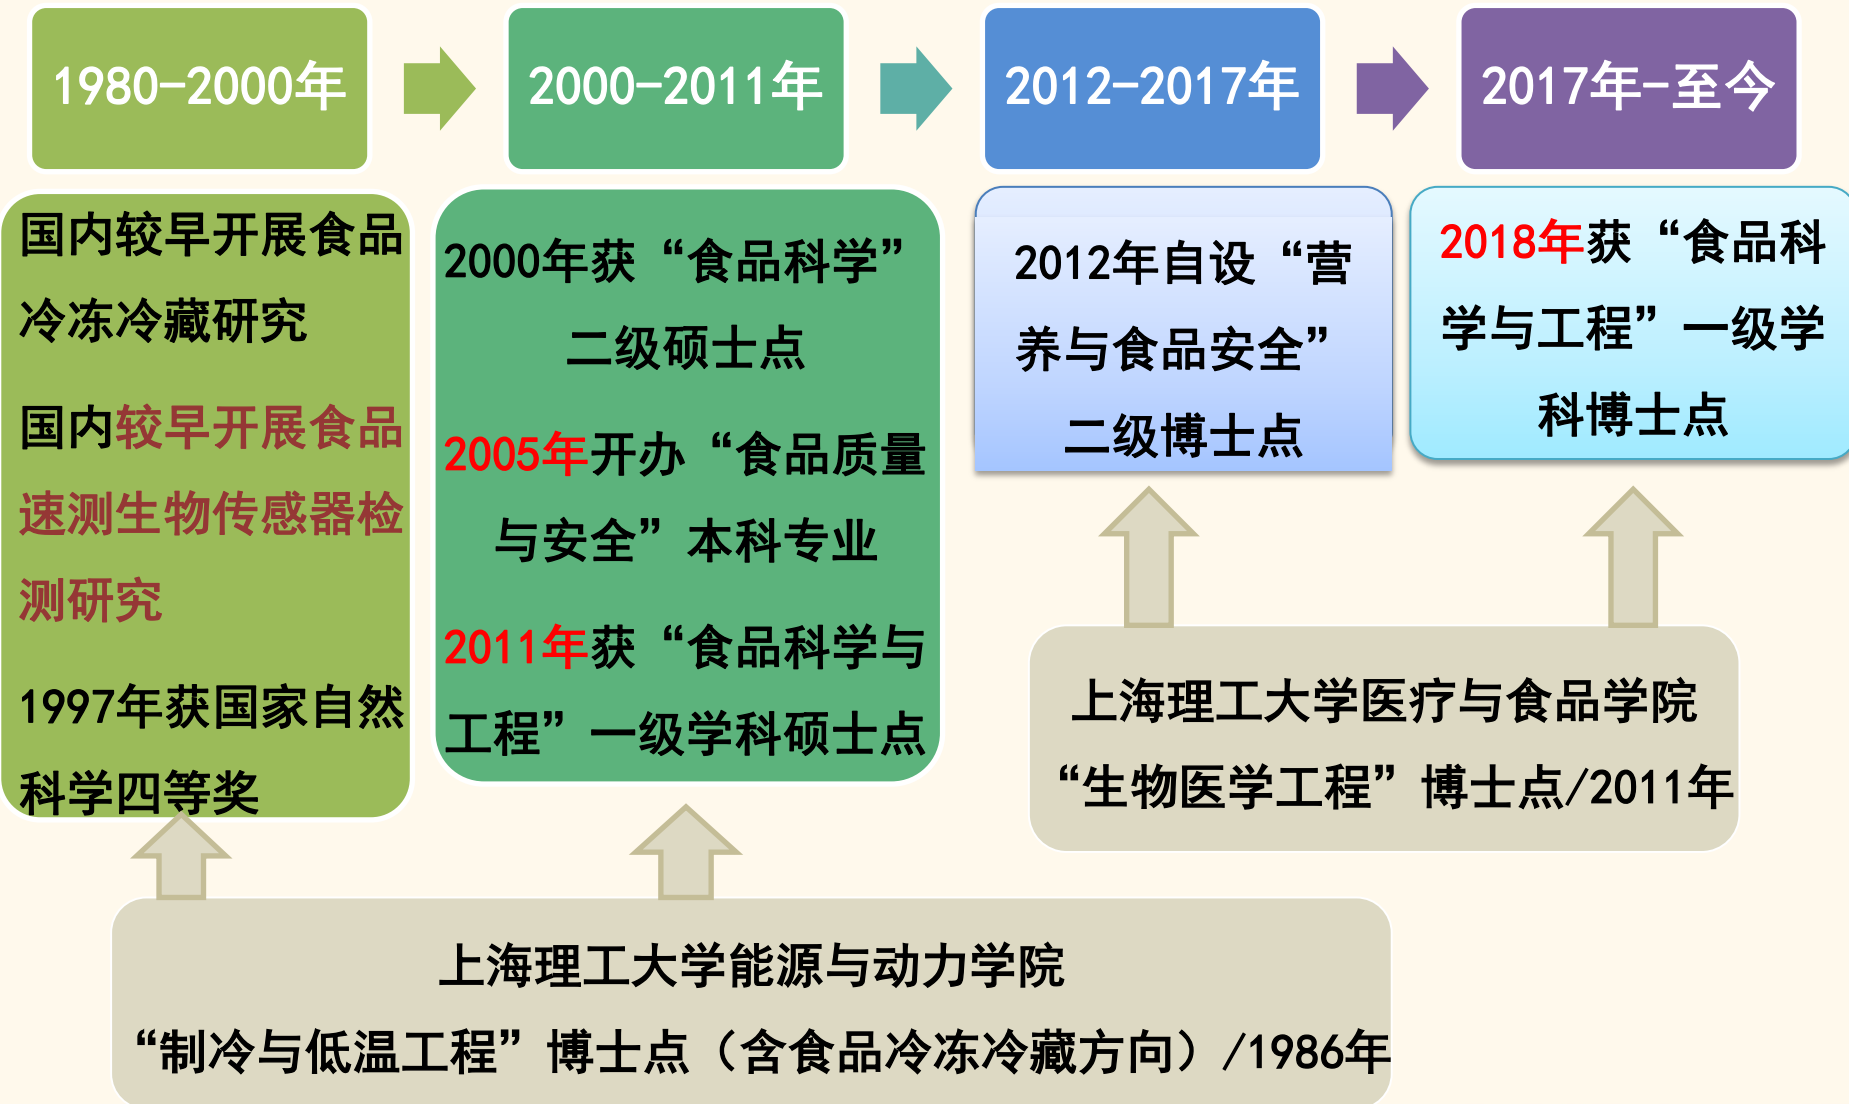 1980-2000年
2000-2011年
2012-2017年
2017年-至今
国内较早开展食品
冷冻冷藏研究
国内较早开展食品
速测生物传感器检
测研究
1997年获国家自然
科学四等奖
2000年获“食品科学”
二级硕士点
2005年开办“食品质量
与安全”本科专业
2011年获“食品科学与
工程”一级学科硕士点
2012年自设“营
养与食品安全”
二级博士点
2018年获“食品科
学与工程”一级学
科博士点
上海理工大学医疗与食品学院
“生物医学工程”博士点/2011年
上海理工大学能源与动力学院
“制冷与低温工程”博士点（含食品冷冻冷藏方向）/1986年